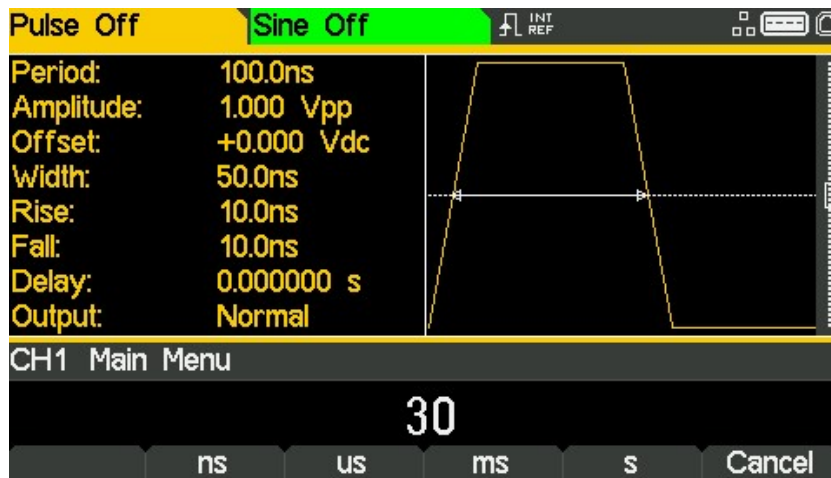 Pulse Off
Sine Off
INT
REF
Period: 100.0ns
Amplitude: 1.000 Vpp
Offset: +0.000 Vdc
Width: 50.0ns
Rise: 10.0ns
Fall: 10.0ns
Delay: 0.000000 s
Output: Normal
CH1 Main Menu
30
ns us ms s Cancel